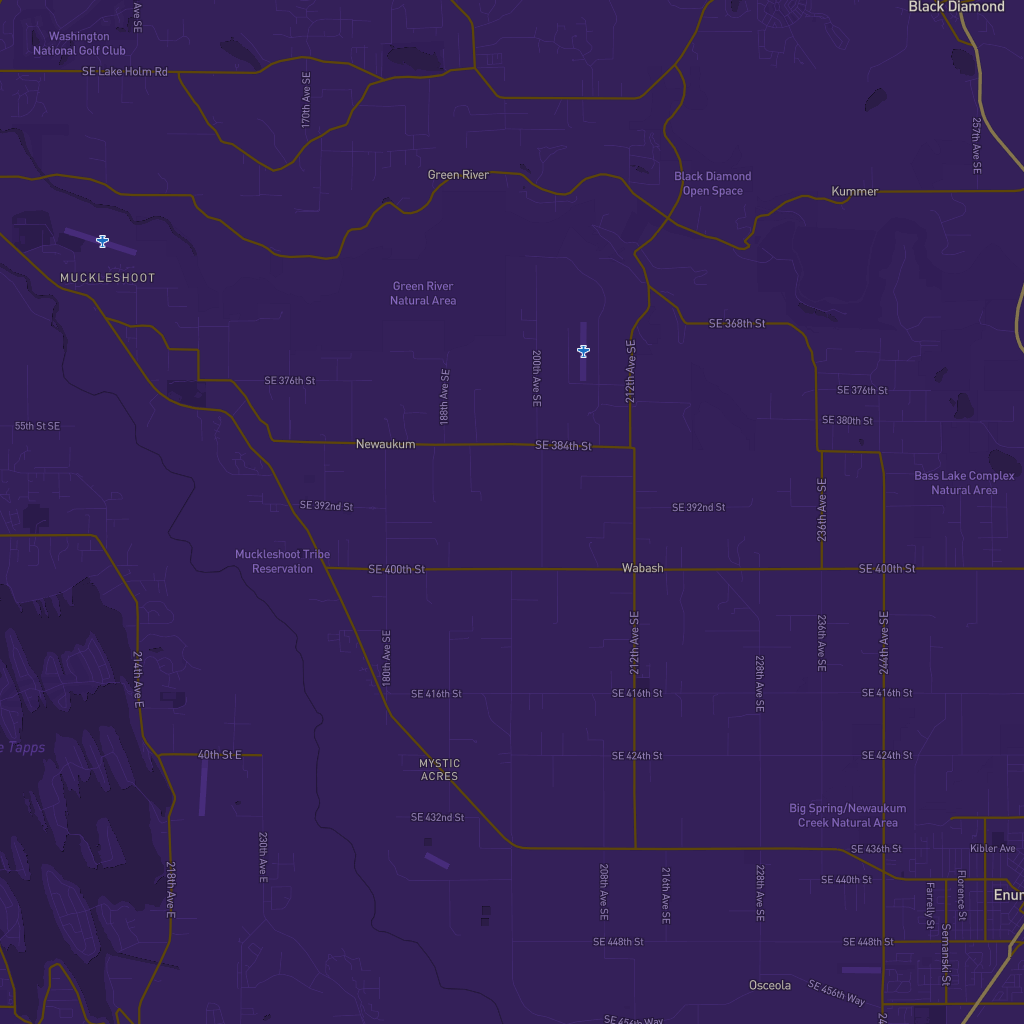 Black Diamond
Ave SE
Washington
National Golf Club
SE Lake Holm Rd
170th Ave SE
257th Ave SE
Green River
Black Diamond
Open Space
Kummer
MUCKLESHOOT
Green River
Natural Area
SE 368th St
212th Ave SE
200th Ave SE
188th Ave SE
SE 376th St
SE 376th St
SE 380th St
55th St SE
Newaukum
SE 384th St
Bass Lake Complex
Natural Area
236th Ave SE
SE 392nd St
SE 392nd St
Muckleshoot Tribe
Reservation
SE 400th St
Wabash
SE 400th St
180th Ave SE
212th Ave SE
236th Ave SE
244th Ave SE
228th Ave SE
214th Ave E
SE 416th St
SE 416th St
SE 416th St
e Tapps
40th St E
SE 424th St
SE 424th St
MYSTIC
ACRES
SE 432nd St
Big Spring/Newaukum
Creek Natural Area
230th Ave E
SE 436th St
Kibler Ave
218th Ave E
208th Ave SE
216th Ave SE
228th Ave SE
SE 440th St
Farrelly St
Florence St
Enum
SE 448th St
SE 448th St
Semanski St
Osceola
SE 456th Way
SE 456th Way
24